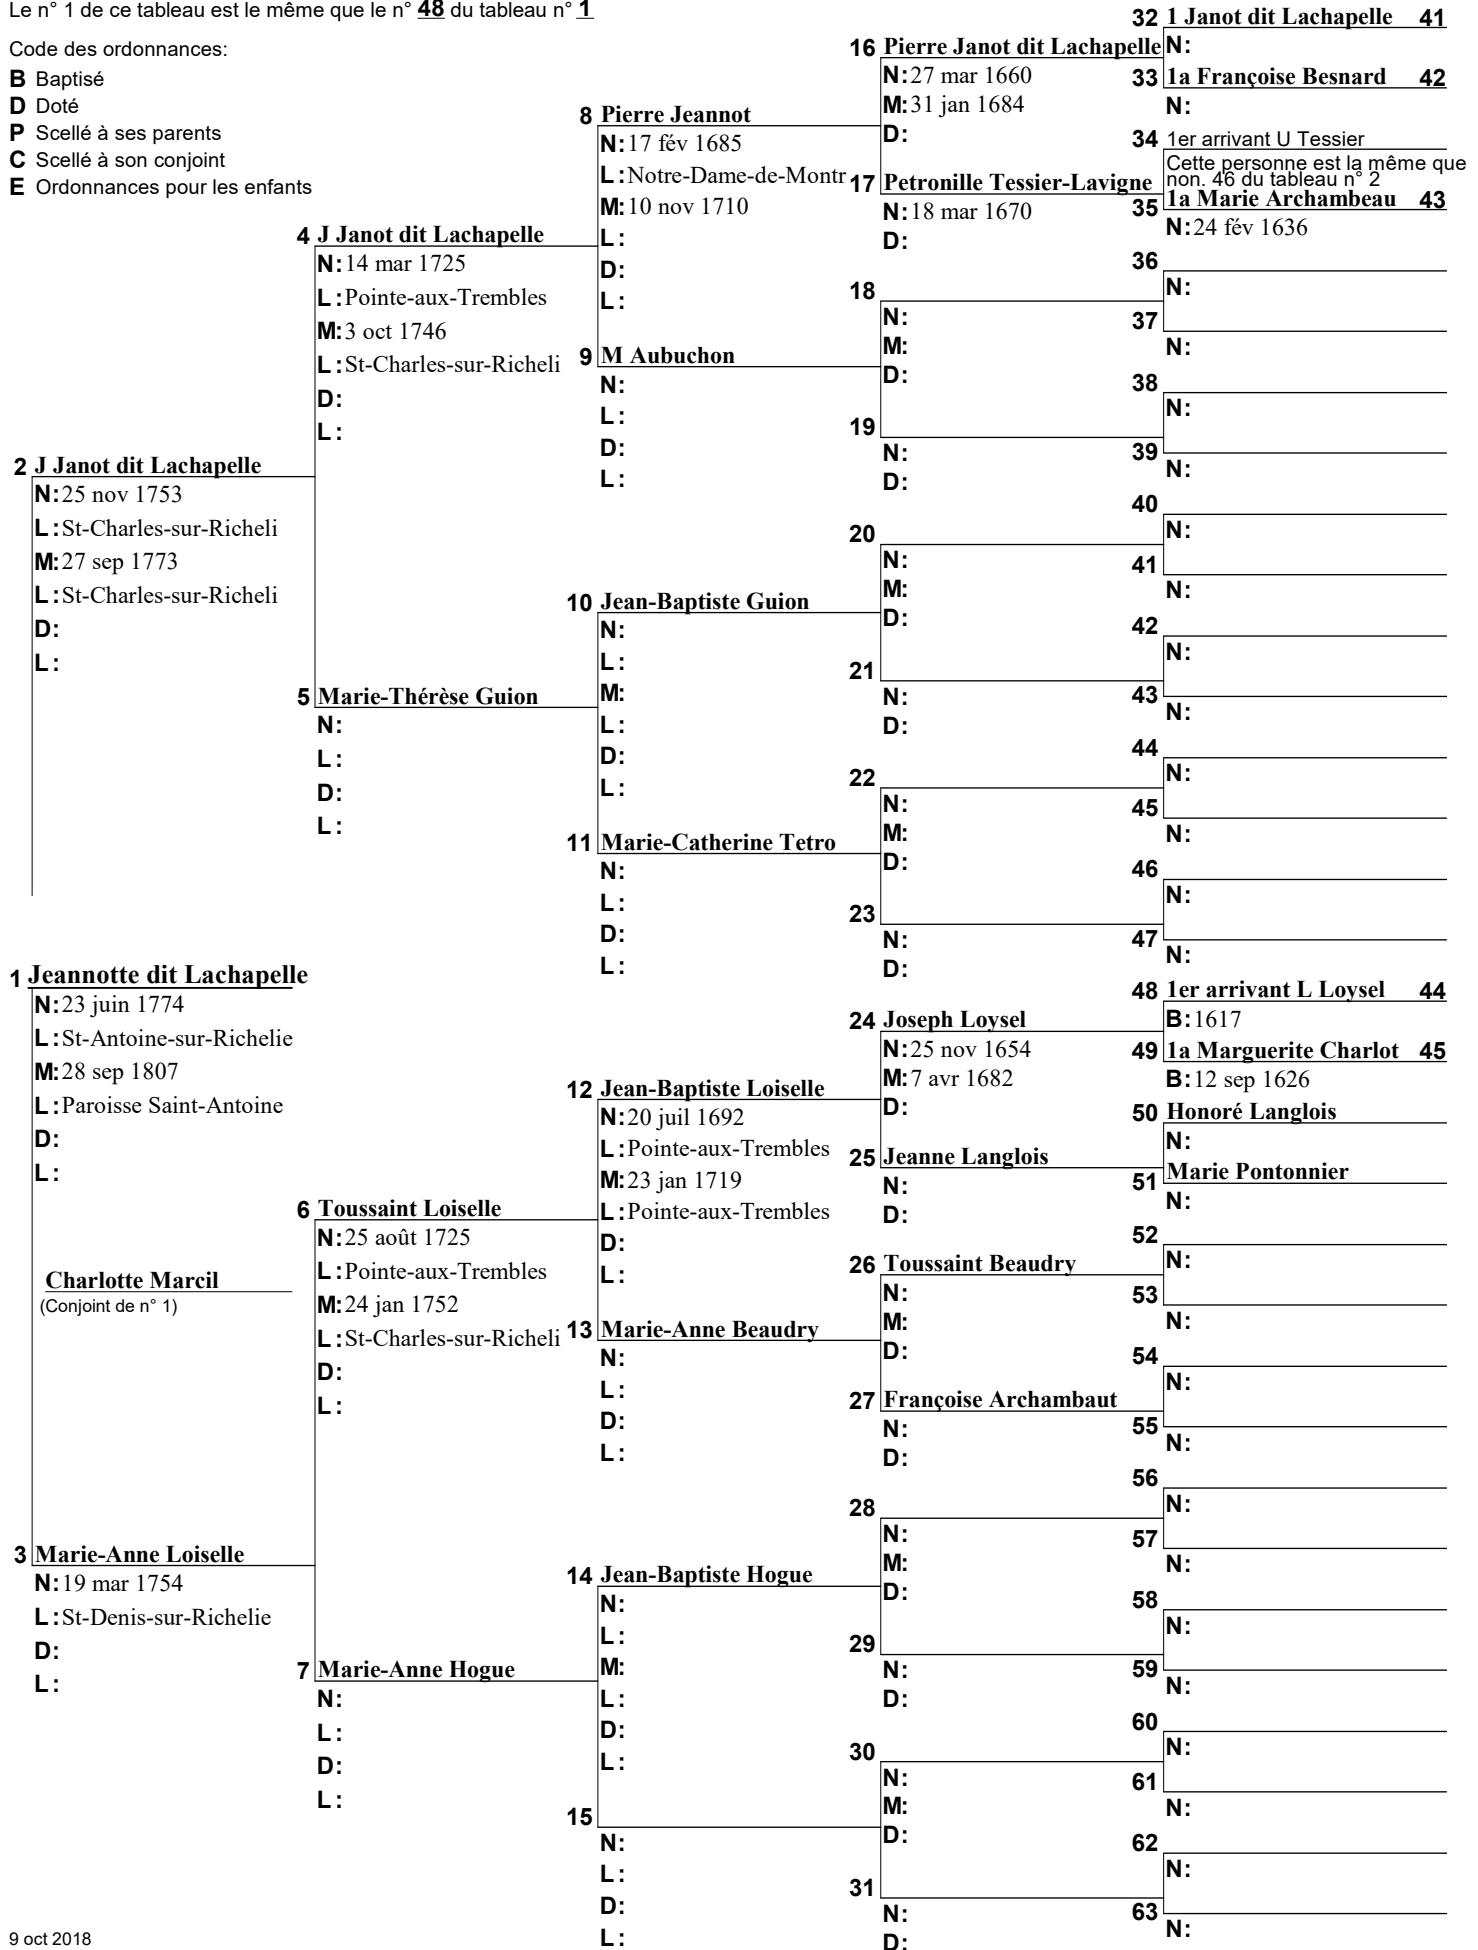 Le n° 1 de ce tableau est le même que le n° 48 du tableau n° 1
Code des ordonnances:
B Baptisé
D Doté
P Scellé à ses parents
C Scellé à son conjoint
E Ordonnances pour les enfants
2 J Janot dit Lachapelle
N: 25 nov 1753
L: St-Charles-sur-Richeli
M: 27 sep 1773
L: St-Charles-sur-Richeli
D:
L:
1 Jeannotte dit Lachapelle
N: 23 juin 1774
L: St-Antoine-sur-Richelie
M: 28 sep 1807
L: Paroisse Saint-Antoine
D:
L:
Charlotte Marcil
(Conjoint de n° 1)
3 Marie-Anne Loiselle
N: 19 mar 1754
L: St-Denis-sur-Richelie
D:
L:
9 oct 2018
4 J Janot dit Lachapelle
N: 14 mar 1725
L: Pointe-aux-Trembles
M: 3 oct 1746
L: St-Charles-sur-Richeli
D:
L:
5 Marie-Thérèse Guion
N:
L:
D:
L:
6 Toussaint Loiselle
N: 25 août 1725
L: Pointe-aux-Trembles
M: 24 jan 1752
L: St-Charles-sur-Richeli
D:
L:
7 Marie-Anne Hogue
N:
L:
D:
L:
8 Pierre Jeannot
N: 17 fév 1685
L: Notre-Dame-de-Montr
M: 10 nov 1710
L:
D:
L:
9 M Aubuchon
N:
L:
D:
L:
10 Jean-Baptiste Guion
N:
L:
M:
L:
D:
L:
11 Marie-Catherine Tetro
N:
L:
D:
L:
12 Jean-Baptiste Loiselle
N: 20 juil 1692
L: Pointe-aux-Trembles
M: 23 jan 1719
L: Pointe-aux-Trembles
D:
L:
13 Marie-Anne Beaudry
N:
L:
D:
L:
14 Jean-Baptiste Hogue
N:
L:
M:
L:
D:
L:
15
N:
L:
D:
L:
16 Pierre Janot dit Lachapelle
N: 27 mar 1660
M: 31 jan 1684
D:
17 Petronille Tessier-Lavigne
N: 18 mar 1670
D:
18
N:
M:
D:
19
N:
D:
20
N:
M:
D:
21
N:
D:
22
N:
M:
D:
23
N:
D:
24 Joseph Loysel
N: 25 nov 1654
M: 7 avr 1682
D:
25 Jeanne Langlois
N:
D:
26 Toussaint Beaudry
N:
M:
D:
27 Françoise Archambaut
N:
D:
28
N:
M:
D:
29
N:
D:
30
N:
M:
D:
31
N:
D:
32 1 Janot dit Lachapelle 41
N:
33 1a Françoise Besnard 42
N:
34 1er arrivant U Tessier
Cette personne est la même que
non. 46 du tableau n° 2
35 1a Marie Archambeau 43
N: 24 fév 1636
36
N:
37
N:
38
N:
39
N:
40
N:
41
N:
42
N:
43
N:
44
N:
45
N:
46
N:
47
N:
48 1er arrivant L Loysel 44
B: 1617
49 1a Marguerite Charlot 45
B: 12 sep 1626
50 Honoré Langlois
N:
51 Marie Pontonnier
N:
52
N:
53
N:
54
N:
55
N:
56
N:
57
N:
58
N:
59
N:
60
N:
61
N:
62
N:
63
N: